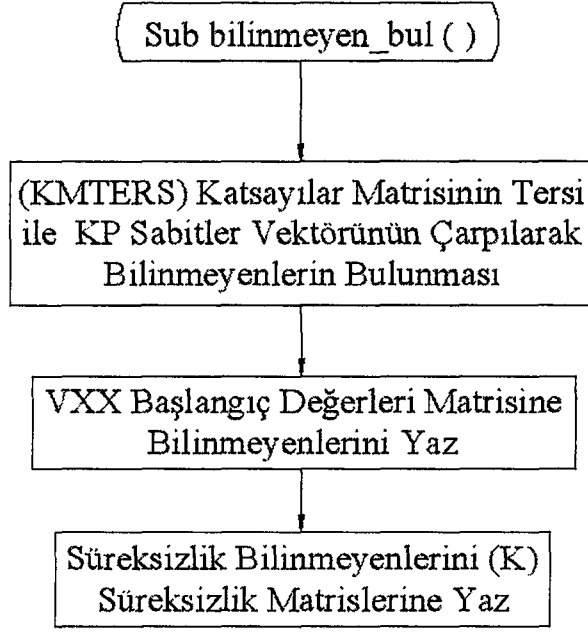 Sub bilinmeyen_bul ( )
(KMTERS) Katsayılar Matrisinin Tersi
ile KP Sabitler Vektörünün Çarpılarak
Bilinmeyenlerin Bulunması
VXX Başlangıç Değerleri Matrisine
Bilinmeyenlerini Yaz
Süreksizlik Bilinmeyenlerini (K)
Süreksizlik Matrislerine Yaz